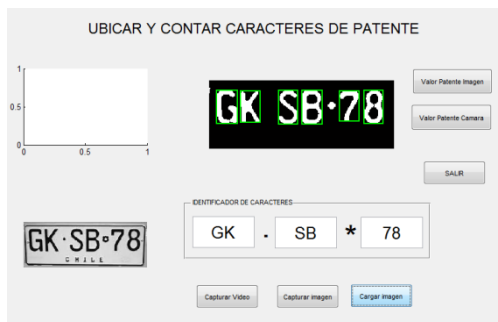 UBICAR Y CONTAR CARACTERES DE PATENTE
1
0.5
0
0 0.5 1
GK SB·78
Valor Patente Imagen
Valor Patente Camara
SALIR
IDENTIFICADOR DE CARACTERES
GK . SB * 78
GK·SB°78
CHILE
Capturar Video
Capturar imagen
Cargar imagen